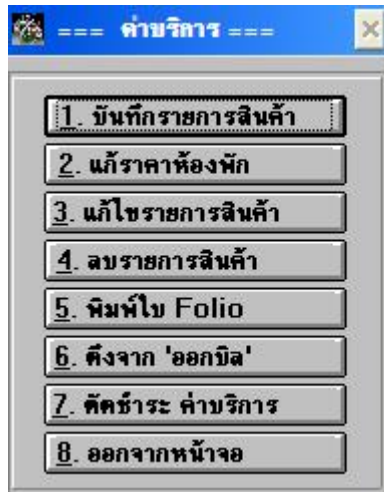 === ค่าบริการ ===
1. บันทึกรายการสินค้า
2. แก้ราคาห้องพัก
3. แก้ไขรายการสินค้า
4. ลบรายการสินค้า
5. พิมพ์ใบ Folio
6. ดึงจาก 'ออกบิล'
7. ตัดชำระ ค่าบริการ
8. ออกจากหน้าจอ